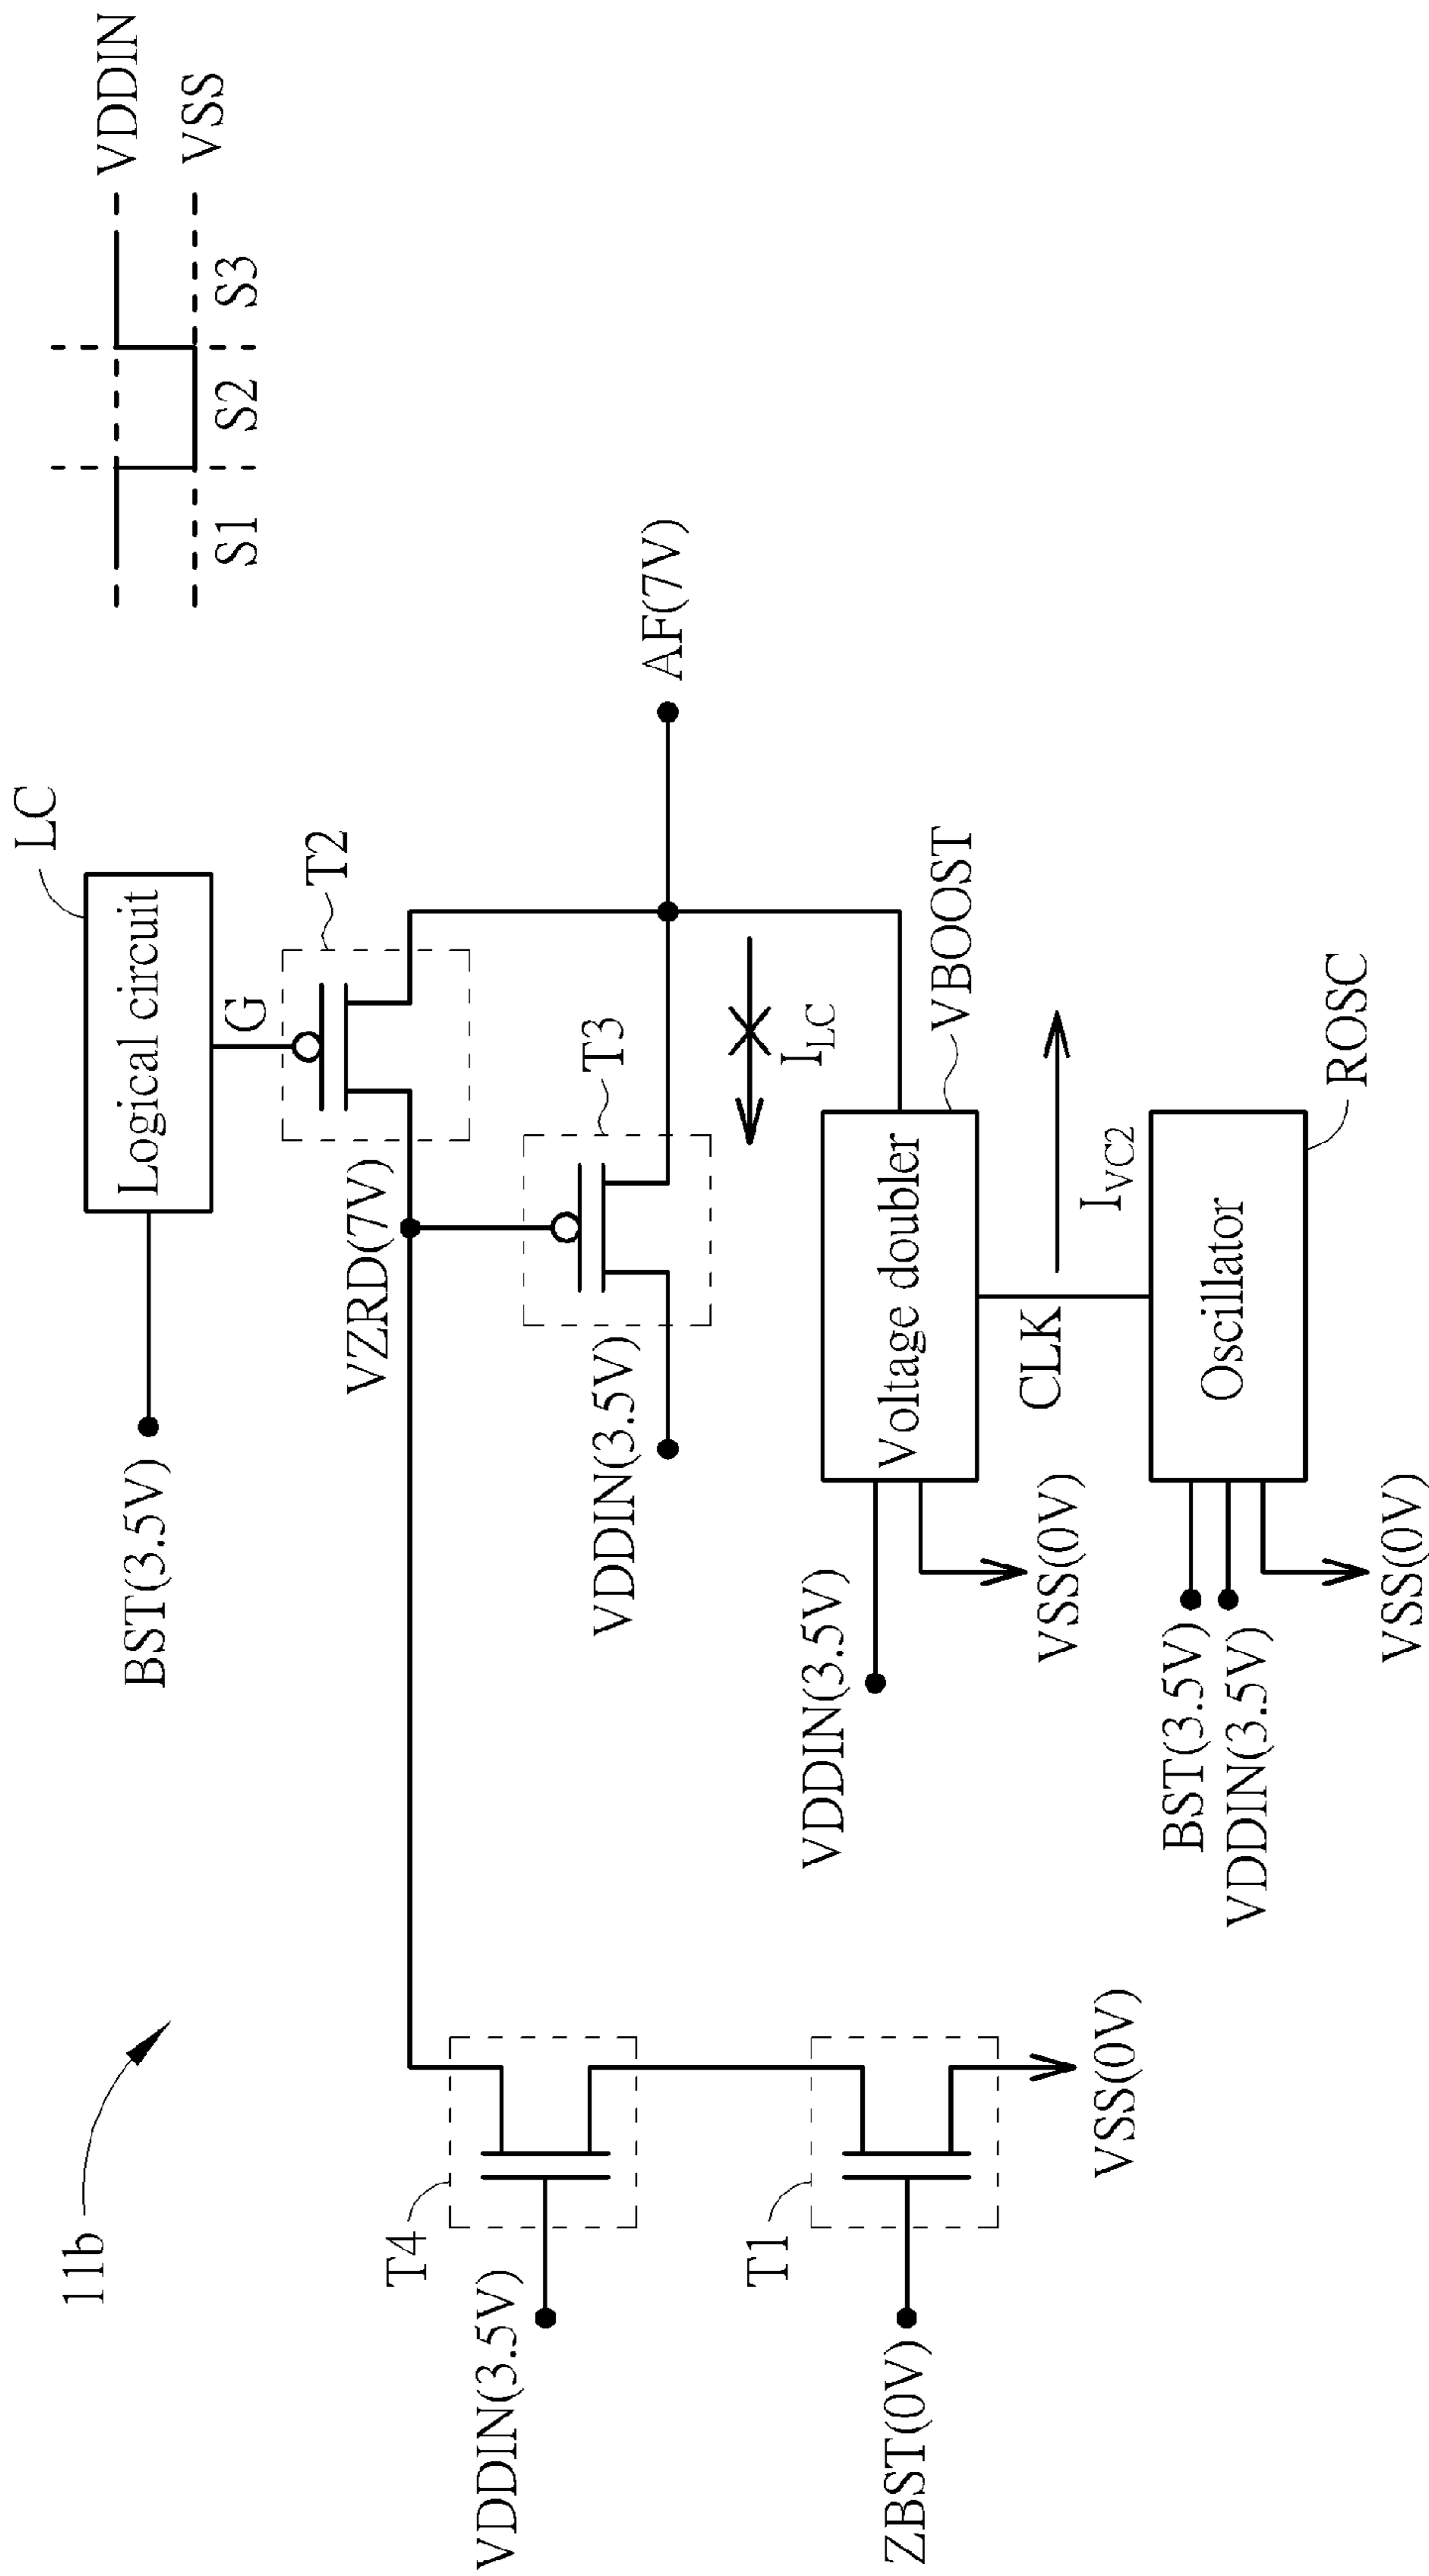 11b
BST(3.5V)
Logical circuit
LC
G
T2
VDDIN
VSS
S1
S2
S3
VZRD(7V)
T3
AF(7V)
VDDIN(3.5V)
T4
VDDIN(3.5V)
I_LC
VBOOST
Voltage doubler
VDDIN(3.5V)
VSS(0V)
T1
ZBST(0V)
VSS(0V)
CLK
I_VC2
ROSC
Oscillator
BST(3.5V)
VDDIN(3.5V)
VSS(0V)